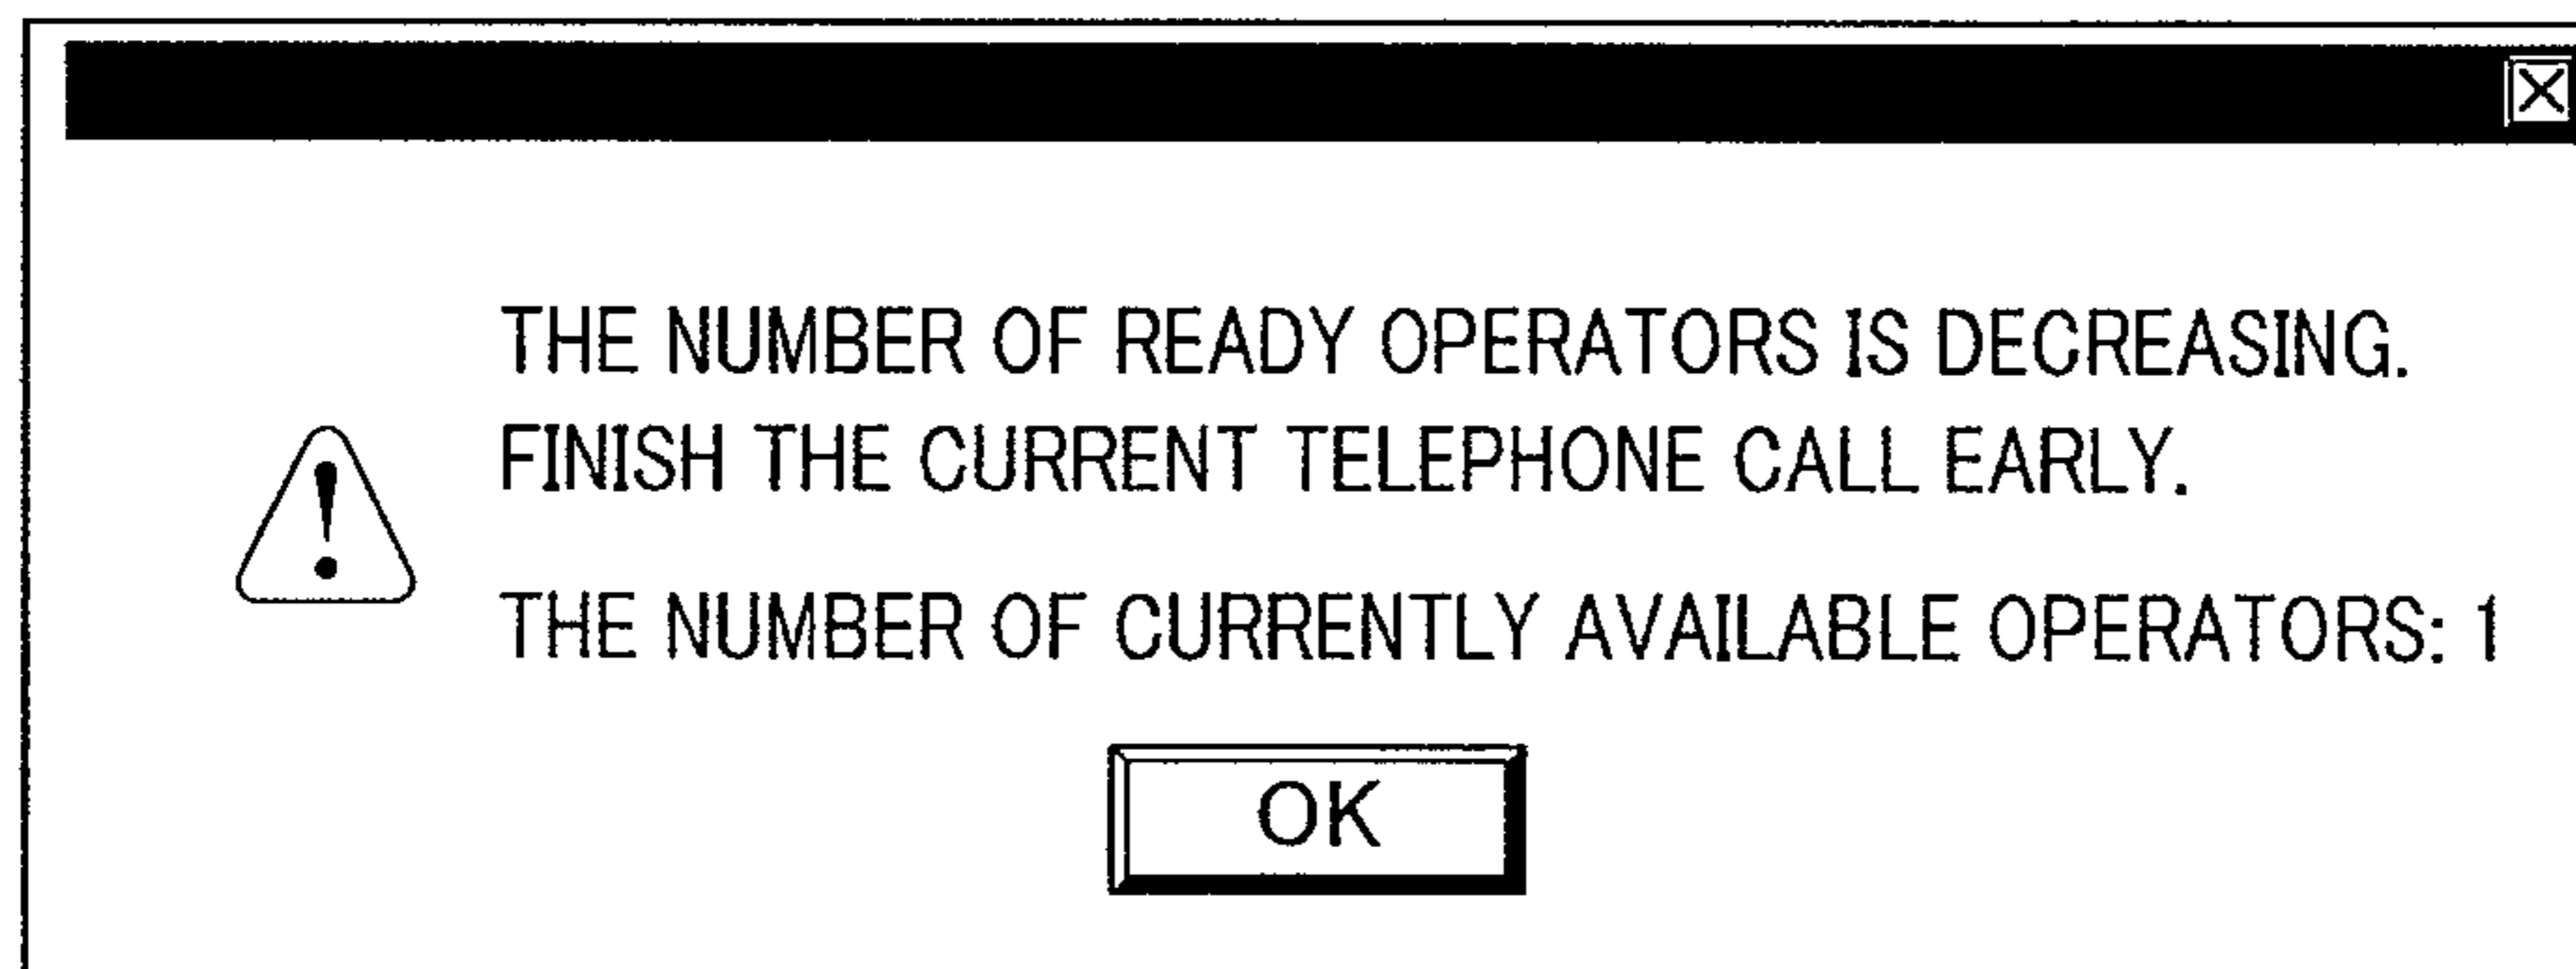 THE NUMBER OF READY OPERATORS IS DECREASING.
FINISH THE CURRENT TELEPHONE CALL EARLY.
THE NUMBER OF CURRENTLY AVAILABLE OPERATORS: 1
OK